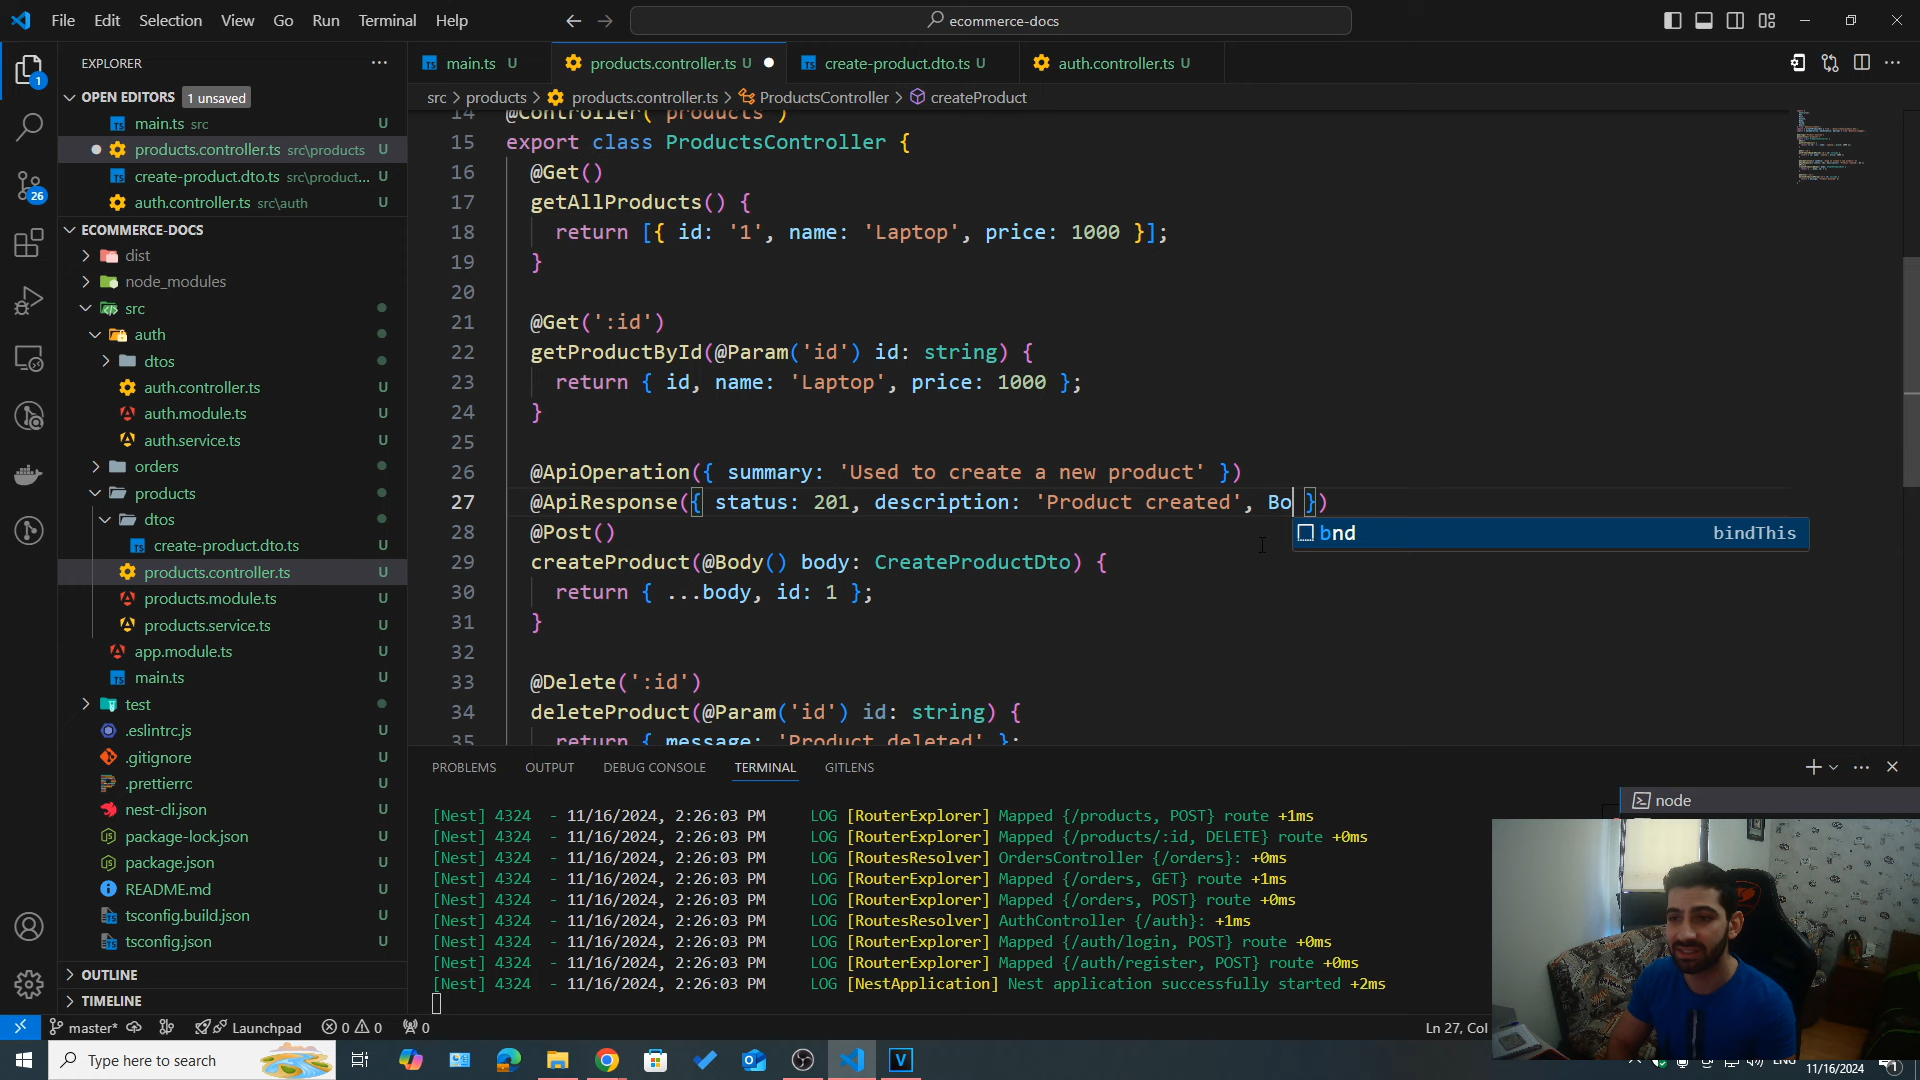 File Edit Selection View Go Run Terminal Help
ecommerce-docs
EXPLORER
main.ts U
products.controller.ts U
create-product.dto.ts U
auth.controller.ts U
OPEN EDITORS 1 unsaved
main.ts src U
products.controller.ts src\products U
create-product.dto.ts src\product... U
auth.controller.ts src\auth U
ECOMMERCE-DOCS
dist
node_modules
src
auth
dtos
auth.controller.ts U
auth.module.ts U
auth.service.ts U
orders
products
dtos
create-product.dto.ts U
products.controller.ts U
products.module.ts U
products.service.ts U
app.module.ts U
main.ts U
test
.eslintrc.js U
.gitignore U
.prettierrc U
nest-cli.json U
package-lock.json U
package.json U
README.md U
tsconfig.build.json U
tsconfig.json U
OUTLINE
TIMELINE
src > products > products.controller.ts > ProductsController > createProduct
14 @Controller('products')
15 export class ProductsController {
16 @Get()
17 getAllProducts() {
18 return [{ id: '1', name: 'Laptop', price: 1000 }];
19 }
20
21 @Get(':id')
22 getProductById(@Param('id') id: string) {
23 return { id, name: 'Laptop', price: 1000 };
24 }
25
26 @ApiOperation({ summary: 'Used to create a new product' })
27 @ApiResponse({ status: 201, description: 'Product created', Bo })
bnd bindThis
28 @Post()
29 createProduct(@Body() body: CreateProductDto) {
30 return { ...body, id: 1 };
31 }
32
33 @Delete(':id')
34 deleteProduct(@Param('id') id: string) {
35 return { message: 'Product deleted' };
PROBLEMS OUTPUT DEBUG CONSOLE TERMINAL GITLENS
node
[Nest] 4324 - 11/16/2024, 2:26:03 PM LOG [RouterExplorer] Mapped {/products, POST} route +1ms
[Nest] 4324 - 11/16/2024, 2:26:03 PM LOG [RouterExplorer] Mapped {/products/:id, DELETE} route +0ms
[Nest] 4324 - 11/16/2024, 2:26:03 PM LOG [RoutesResolver] OrdersController {/orders}: +0ms
[Nest] 4324 - 11/16/2024, 2:26:03 PM LOG [RouterExplorer] Mapped {/orders, GET} route +1ms
[Nest] 4324 - 11/16/2024, 2:26:03 PM LOG [RouterExplorer] Mapped {/orders, POST} route +0ms
[Nest] 4324 - 11/16/2024, 2:26:03 PM LOG [RoutesResolver] AuthController {/auth}: +1ms
[Nest] 4324 - 11/16/2024, 2:26:03 PM LOG [RouterExplorer] Mapped {/auth/login, POST} route +0ms
[Nest] 4324 - 11/16/2024, 2:26:03 PM LOG [RouterExplorer] Mapped {/auth/register, POST} route +0ms
[Nest] 4324 - 11/16/2024, 2:26:03 PM LOG [NestApplication] Nest application successfully started +2ms
1
26
master* Launchpad 0 0 0 Ln 27, Col
Type here to search
11/16/2024